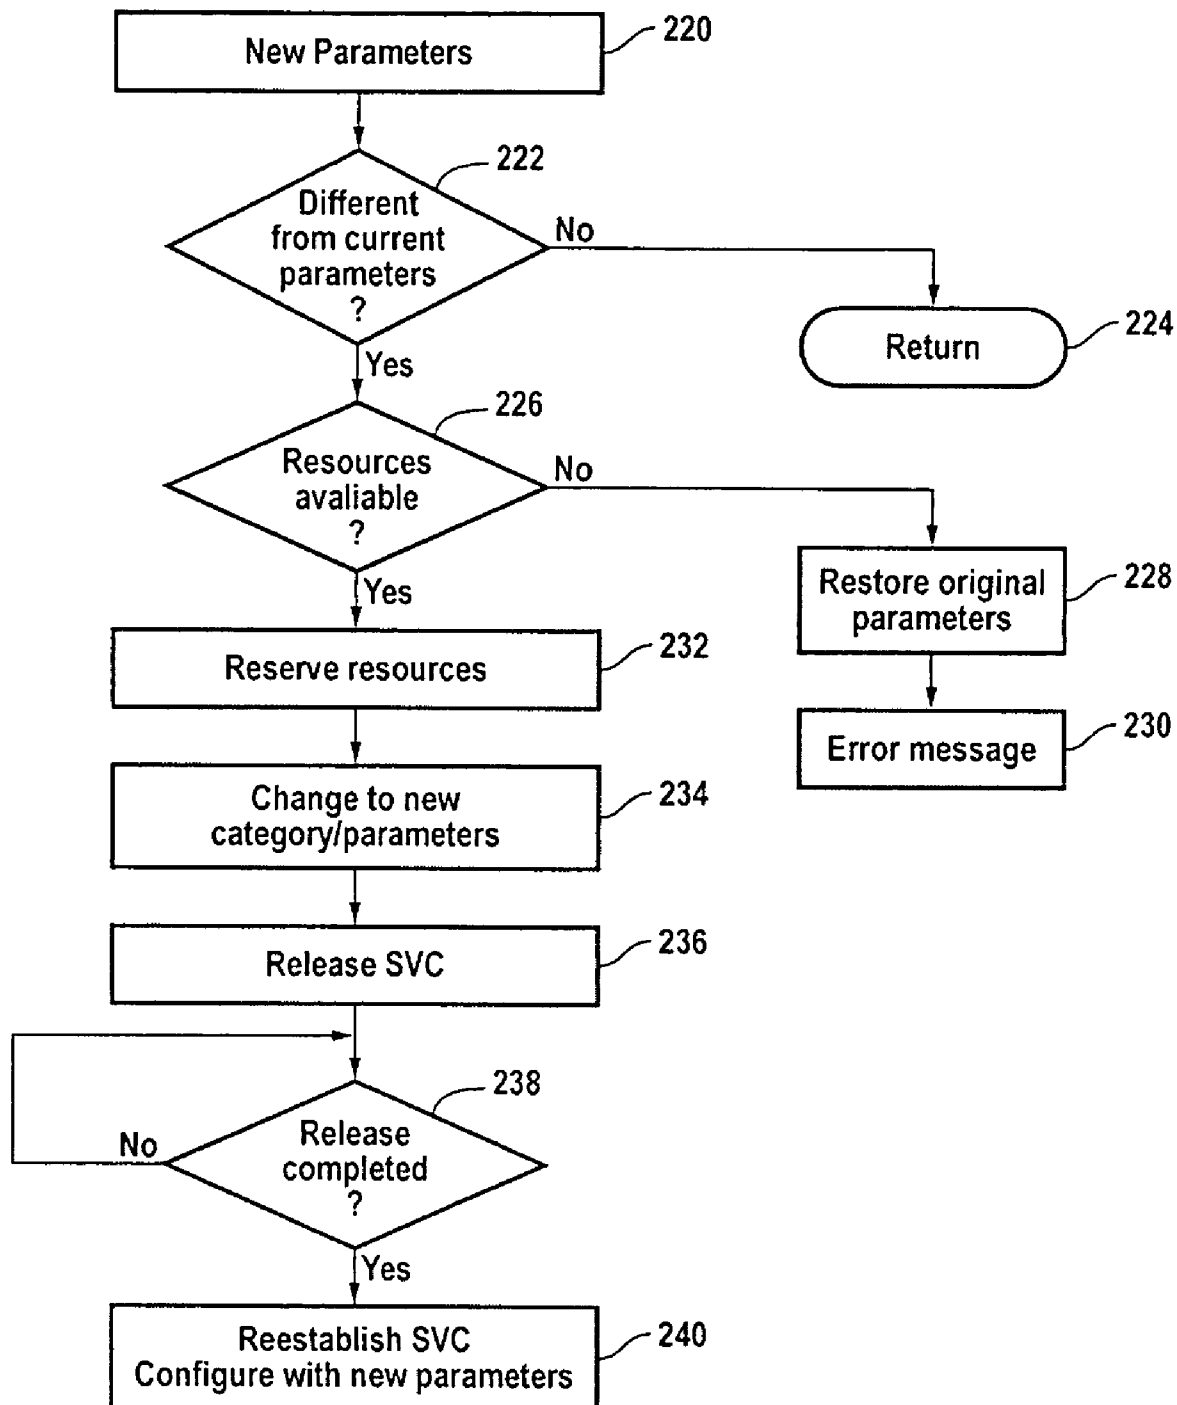 New Parameters
220
222
Different
from current
parameters
?
No
Return
224
Yes
226
Resources
avaliable
?
No
Restore original
parameters
228
Yes
Reserve resources
232
Error message
230
Change to new
category/parameters
234
Release SVC
236
238
Release
completed
?
No
Yes
Reestablish SVC
Configure with new parameters
240